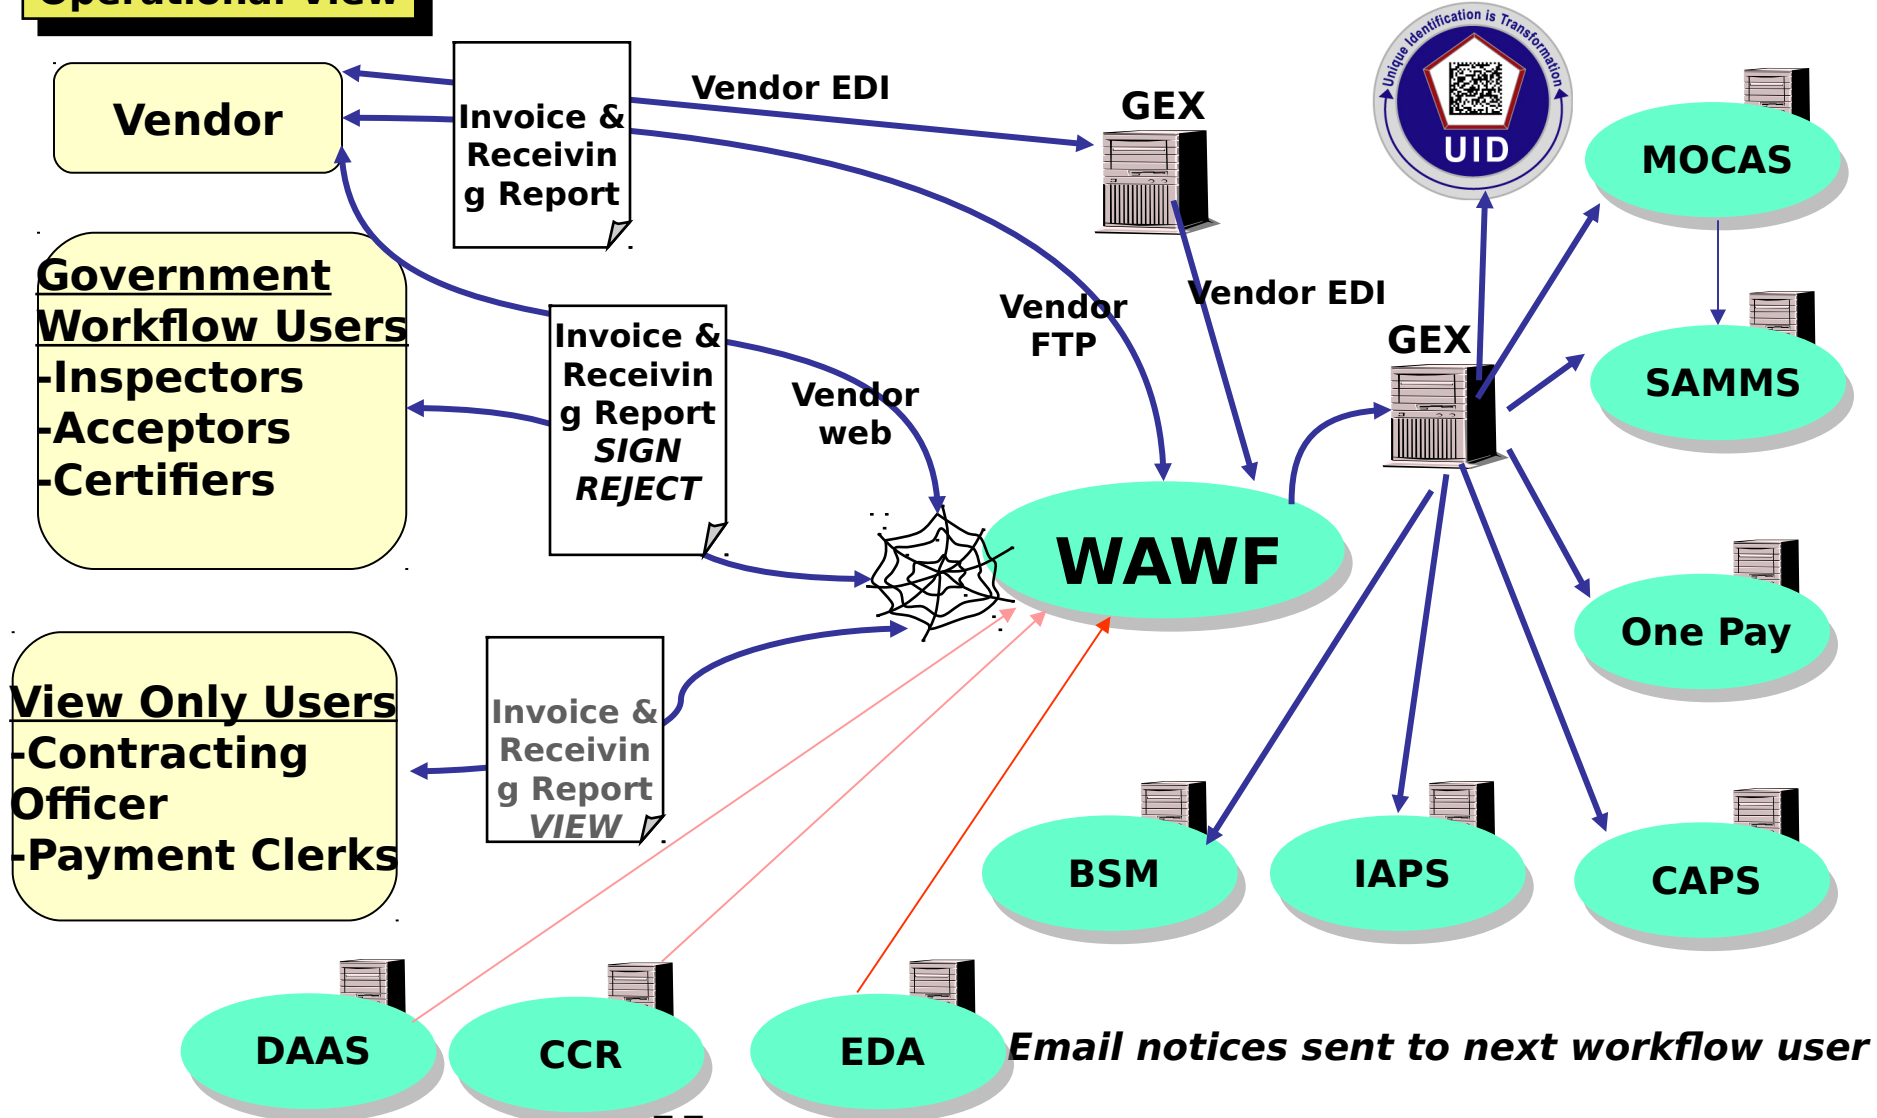 Operational View
Vendor
Invoice &
Receivin
g Report
Vendor EDI
GEX
Unique Identification is Transformation
UID
MOCAS
Government
Workflow Users
-Inspectors
-Acceptors
-Certifiers
Invoice &
Receivin
g Report
SIGN
REJECT
Vendor
web
Vendor
FTP
Vendor EDI
GEX
SAMMS
WAWF
One Pay
View Only Users
-Contracting
Officer
-Payment Clerks
Invoice &
Receivin
g Report
VIEW
BSM
IAPS
CAPS
DAAS
CCR
EDA
Email notices sent to next workflow user